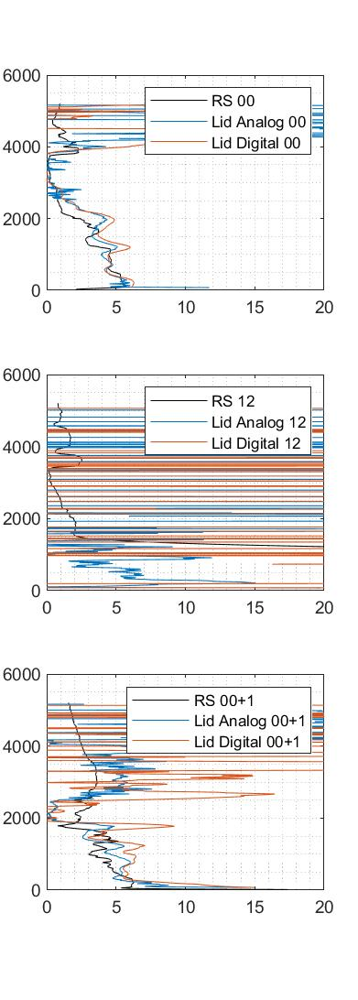 6000
RS 00
Lid Analog 00
Lid Digital 00
4000
2000
0
0 5 10 15 20
6000
RS 12
Lid Analog 12
Lid Digital 12
4000
2000
0
0 5 10 15 20
6000
RS 00+1
Lid Analog 00+1
Lid Digital 00+1
4000
2000
0
0 5 10 15 20